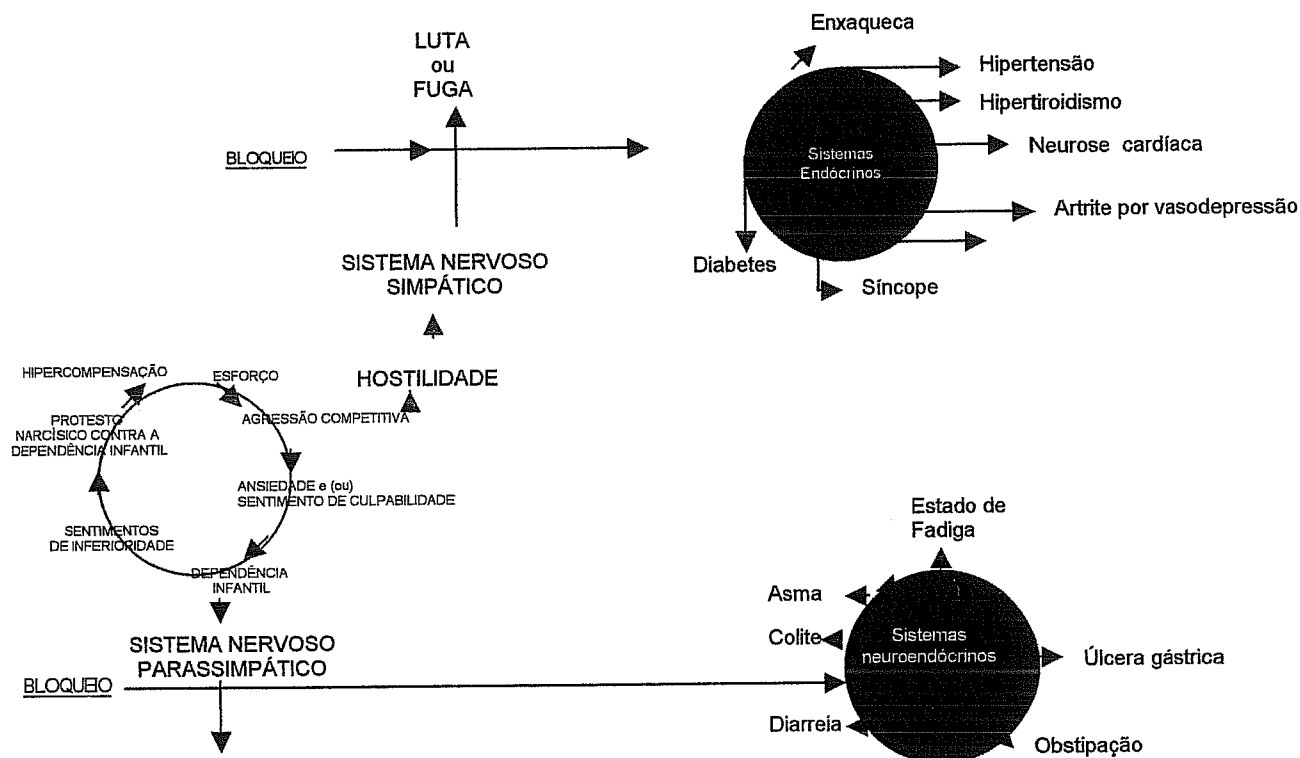 Enxaqueca
LUTA
ou
FUGA
Hipertensão
Hipertiroidismo
BLOQUEIO
Sistemas
Endócrinos
Neurose cardíaca
Artrite por vasodepressão
SISTEMA NERVOSO
SIMPÁTICO
Diabetes
Síncope
HIPERCOMPENSAÇÃO
ESFORÇO
HOSTILIDADE
PROTESTO
NARCÍSICO CONTRA A
DEPENDÊNCIA INFANTIL
AGRESSÃO COMPETITIVA
ANSIEDADE e (ou)
SENTIMENTO DE CULPABILIDADE
SENTIMENTOS
DE INFERIORIDADE
DEPENDÊNCIA
INFANTIL
Estado de
Fadiga
Asma
Colite
Sistemas
neuroendócrinos
Úlcera gástrica
SISTEMA NERVOSO
PARASSIMPÁTICO
BLOQUEIO
Diarreia
Obstipação